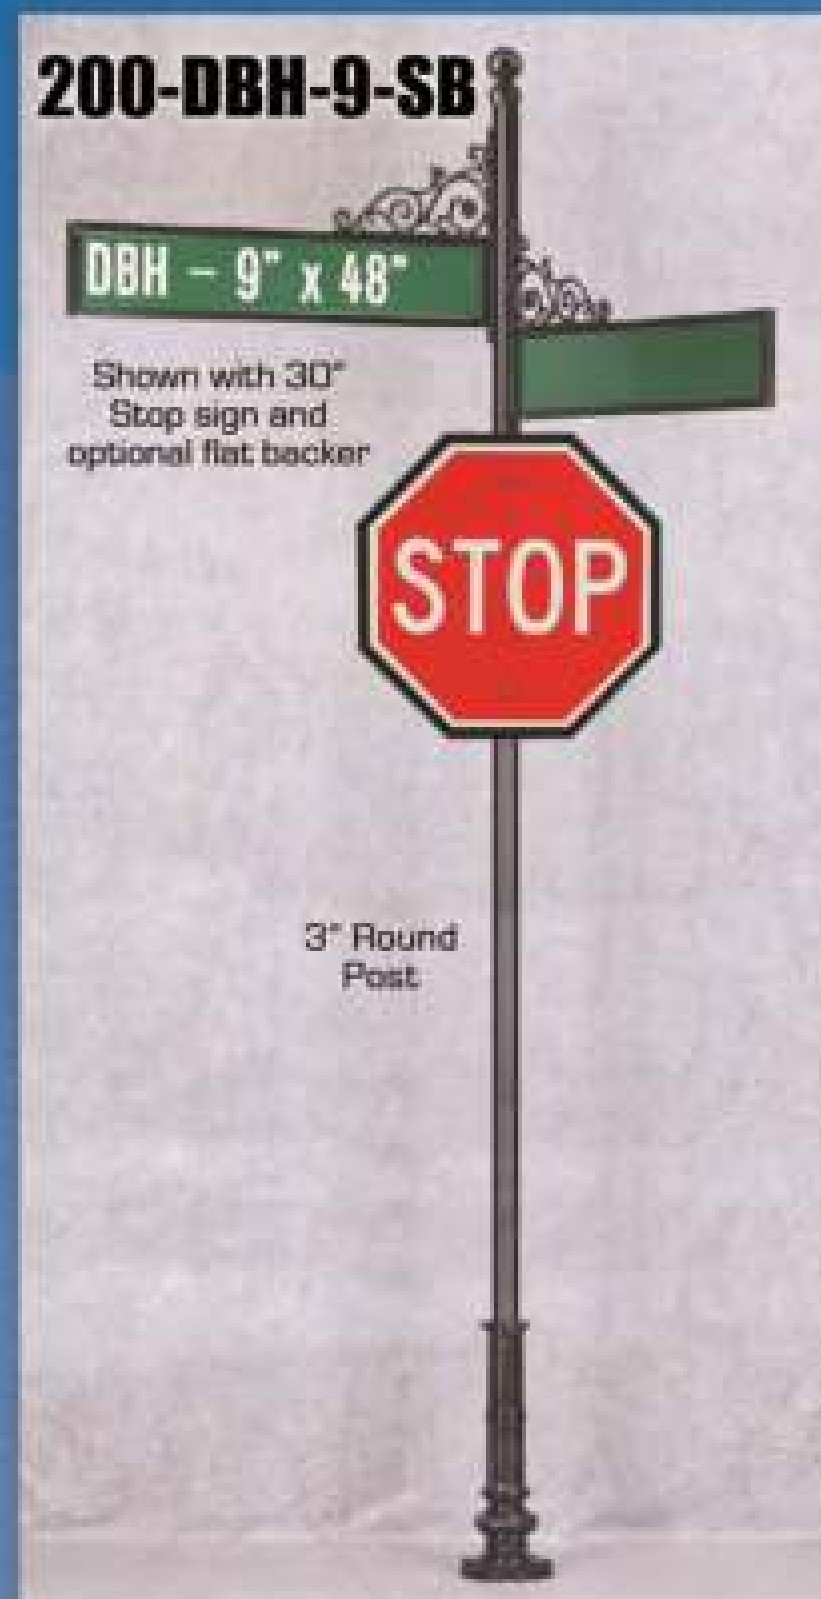 200-DBH-9-SB
DBH – 9" x 48"
Shown with 30"
Stop sign and
optional flat backer
STOP
3" Round
Post